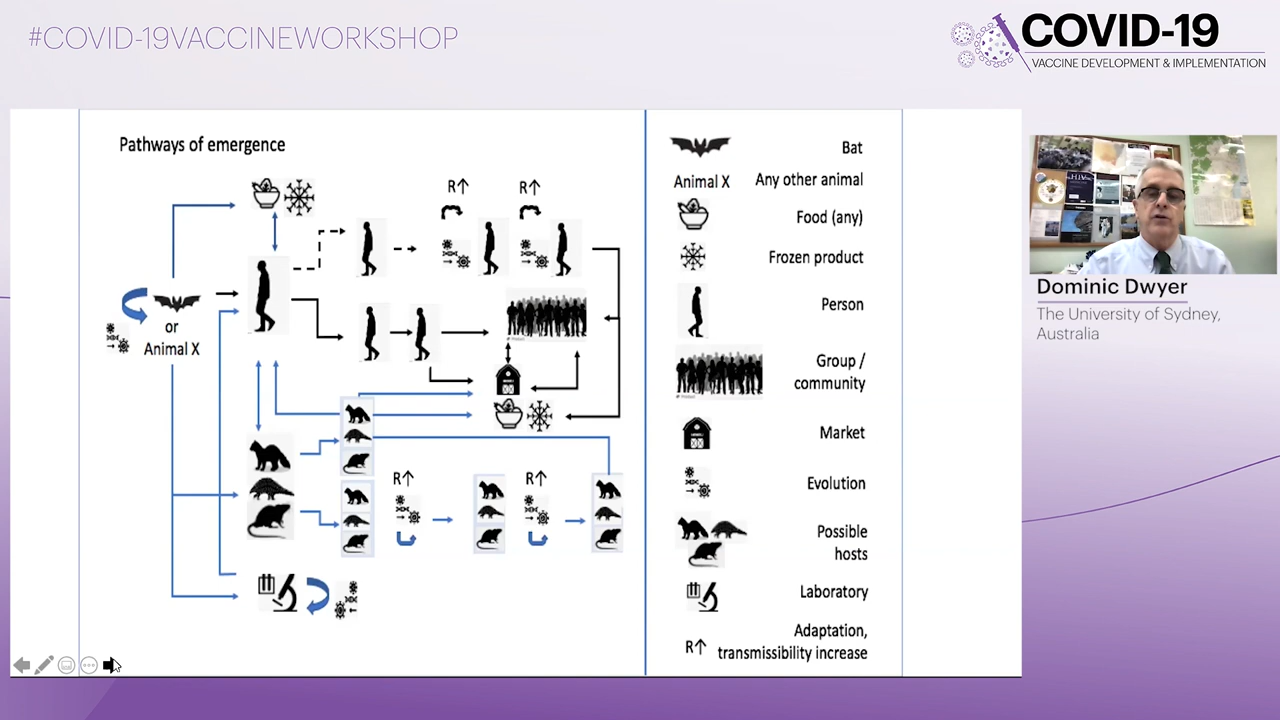 #COVID-19VACCINEWORKSHOP
COVID-19
VACCINE DEVELOPMENT & IMPLEMENTATION
Pathways of emergence
R↑
R↑
or
Animal X
R↑
R↑
Bat
Animal X
Any other animal
Food (any)
Frozen product
Person
Group /
community
Market
Evolution
Possible
hosts
Laboratory
R↑
Adaptation,
transmissibility increase
Dominic Dwyer
The University of Sydney,
Australia